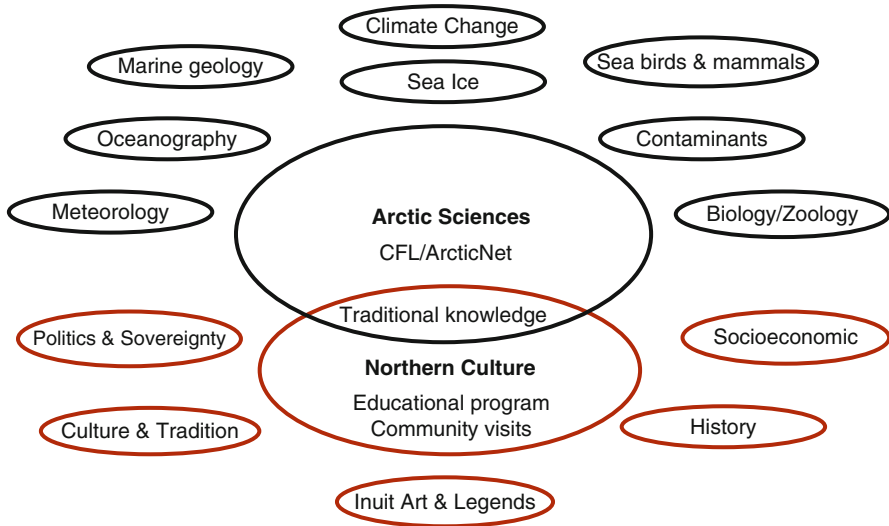 Climate Change
Marine geology
Sea Ice
Sea birds & mammals
Oceanography
Contaminants
Meteorology
Arctic Sciences
CFL/ArcticNet
Biology/Zoology
Traditional knowledge
Politics & Sovereignty
Socioeconomic
Northern Culture
Educational program
Community visits
Culture & Tradition
History
Inuit Art & Legends